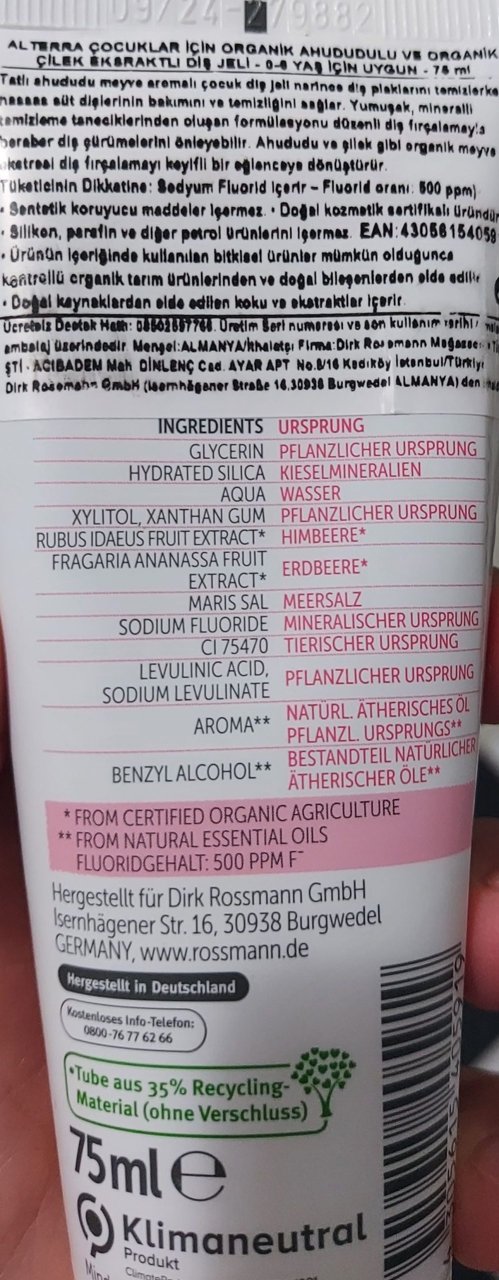 09/24
79882
ALTERRA ÇOCUKLAR İÇİN ORGANİK AHUDUDULU VE ORGANİK
ÇİLEK EKSRAKTLI DİŞ JELİ - 0-6 YAŞ İÇİN UYGUN - 75 ml
Tatlı ahududu meyve aromalı çocuk diş jeli narince diş plaklarını temizlerke
hassas süt dişlerinin bakımını ve temizliğini sağlar. Yumuşak, mineralli
temizleme taneciklerinden oluşan formülasyonu düzenli diş fırçalamayla
beraber diş çürümelerini önleyebilir. Ahududu ve çilek gibi organik meyve
diş fırçalamayı keyifli bir eğlenceye dönüştürür.
Tüketicinin Dikkatine: Sodyum Fluorid içerir - Fluorid oranı: 500 ppm)
• Sentetik koruyucu maddeler içermez. • Doğal kozmetik sertifikalı üründür
• Silikon, parafin ve diğer petrol ürünlerini içermez. EAN:43056154059
• Ürünün içeriğinde kullanılan bitkisel ürünler mümkün olduğunca
kontrollü organik tarım ürünlerinden ve doğal bileşenlerden elde edilir
• Doğal kaynaklardan elde edilen koku ve ekstraktlar içerir.
Ücretsiz Destek Hattı: Üretim Seri numarası ve son kullanım tarihi
ambalaj üzerindedir. Menşei:ALMANYA/İthalatçı Firma:Dirk Rossmann Mağazac
ŞTİ - ACIBADEM Mah DİNLENÇ Cad. AYAR APT No.8/16 Kadıköy İstanbul/Türkiye
Dirk Rossmann GmbH (Isernhägener Straße 16,30938 Burgwedel ALMANYA) den
INGREDIENTS URSPRUNG
GLYCERIN PFLANZLICHER URSPRUNG
HYDRATED SILICA KIESELMINERALIEN
AQUA WASSER
XYLITOL, XANTHAN GUM PFLANZLICHER URSPRUNG
RUBUS IDAEUS FRUIT EXTRACT* HIMBEERE*
FRAGARIA ANANASSA FRUIT
EXTRACT* ERDBEERE*
MARIS SAL MEERSALZ
SODIUM FLUORIDE MINERALISCHER URSPRUNG
CI 75470 TIERISCHER URSPRUNG
LEVULINIC ACID,
SODIUM LEVULINATE PFLANZLICHER URSPRUNG
AROMA** NATÜRL. ÄTHERISCHES ÖL
PFLANZL. URSPRUNGS**
BENZYL ALCOHOL** BESTANDTEIL NATÜRLICHER
ÄTHERISCHER ÖLE**
* FROM CERTIFIED ORGANIC AGRICULTURE
** FROM NATURAL ESSENTIAL OILS
FLUORIDGEHALT: 500 PPM F⁻
Hergestellt für Dirk Rossmann GmbH
Isernhägener Str. 16, 30938 Burgwedel
GERMANY, www.rossmann.de
Hergestellt in Deutschland
Kostenloses Info-Telefon:
0800-76 77 62 66
•Tube aus 35% Recycling-
Material (ohne Verschluss)
75ml ℮
Klimaneutral
Produkt